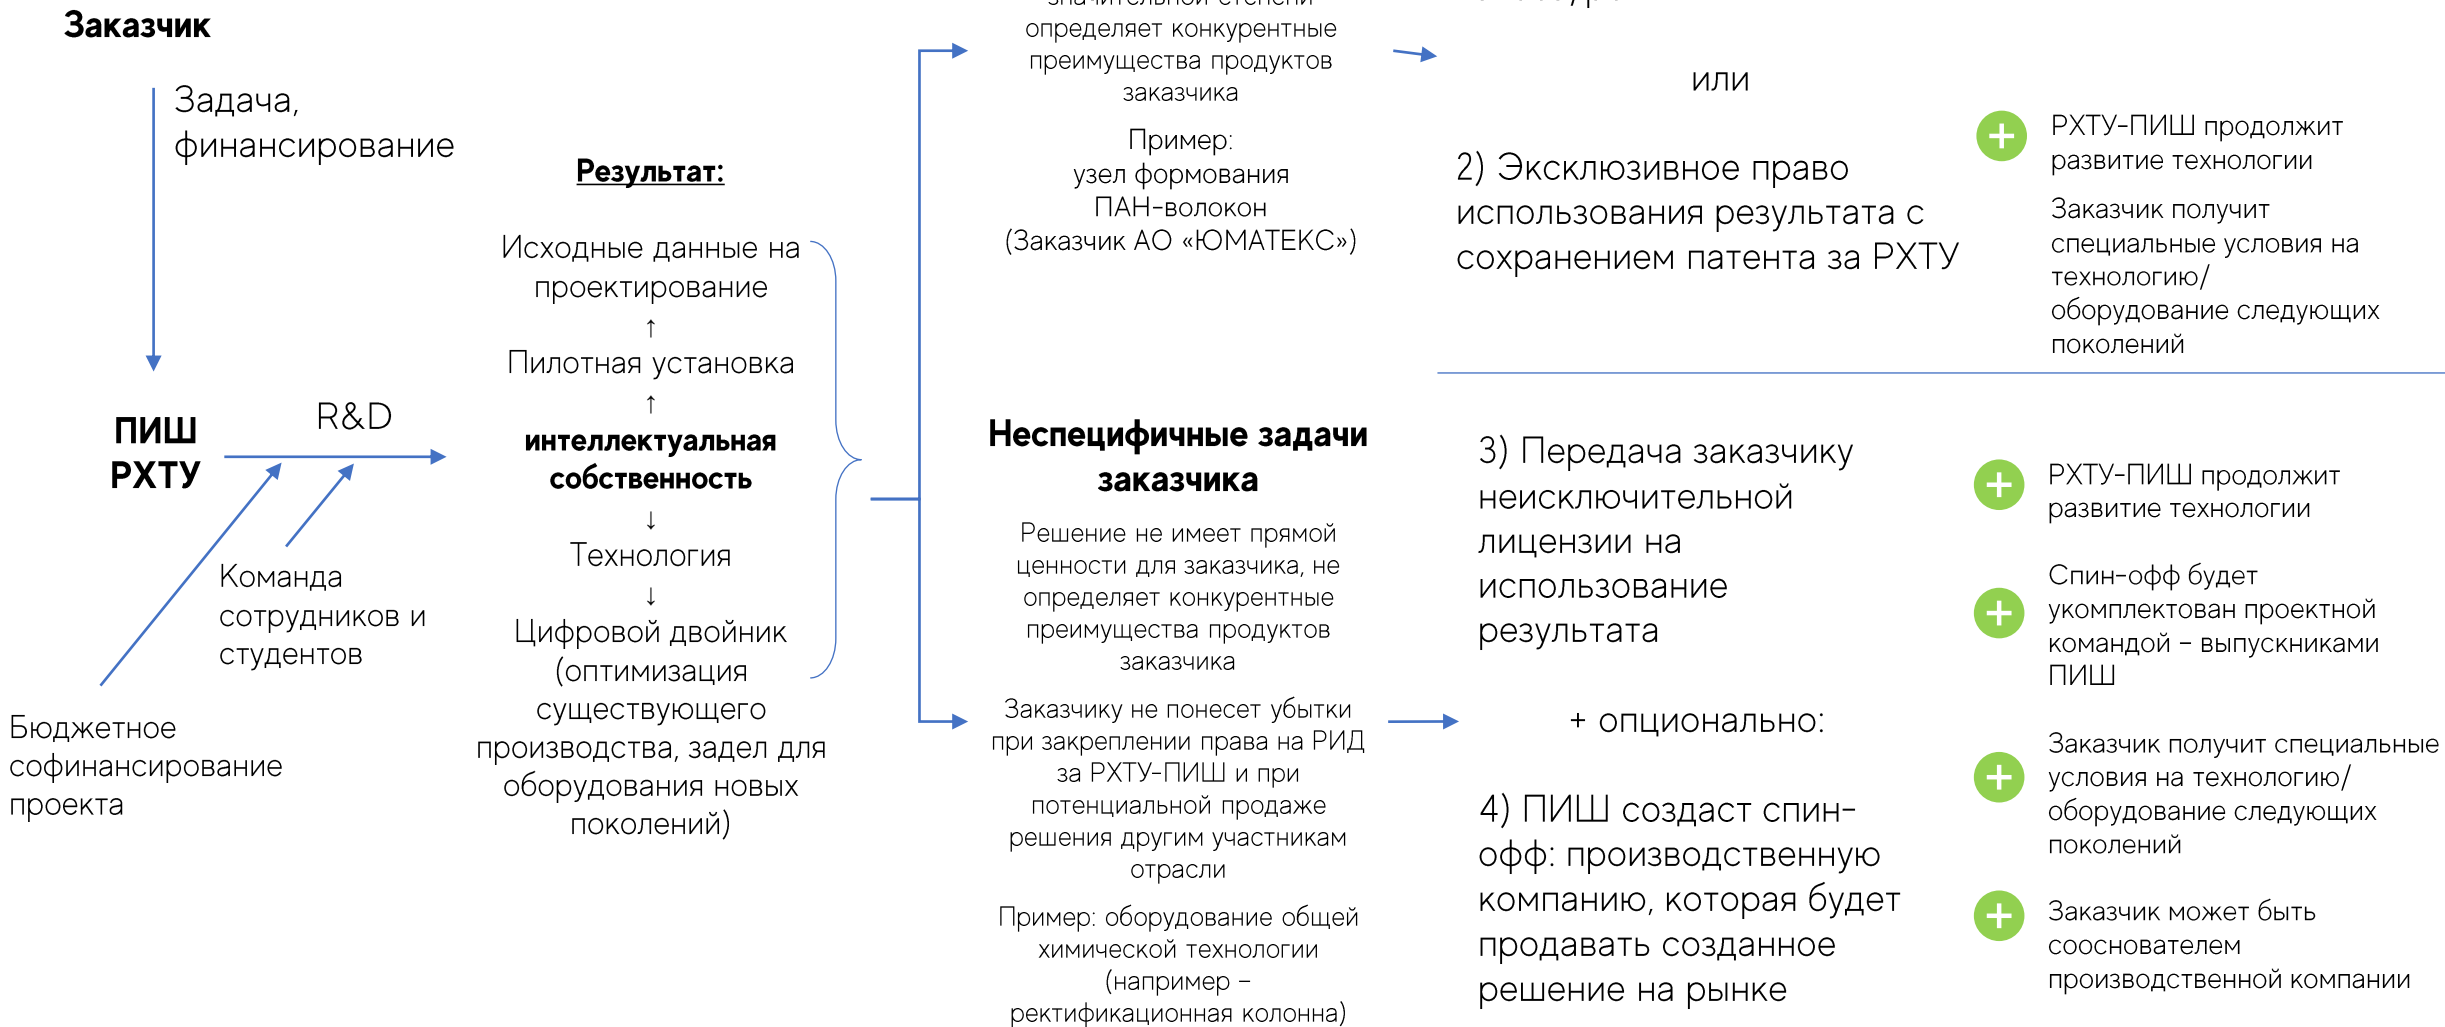 Заказчик
Задача,
финансирование
ПИШ
РХТУ
R&D
Команда
сотрудников и
студентов
Бюджетное
софинансирование
проекта
Результат:
Исходные данные на
проектирование
↑
Пилотная установка
↑
интеллектуальная
собственность
↓
Технология
↓
Цифровой двойник
(оптимизация
существующего
производства, задел для
оборудования новых
поколений)
значительной степени
определяет конкурентные
преимущества продуктов
заказчика
Пример:
узел формования
ПАН-волокон
(Заказчик АО «ЮМАТЕКС»)
или
2) Эксклюзивное право
использования результата с
сохранением патента за РХТУ
РХТУ-ПИШ продолжит
развитие технологии
Заказчик получит
специальные условия на
технологию/
оборудование следующих
поколений
Неспецифичные задачи
заказчика
Решение не имеет прямой
ценности для заказчика, не
определяет конкурентные
преимущества продуктов
заказчика
Заказчику не понесет убытки
при закреплении права на РИД
за РХТУ-ПИШ и при
потенциальной продаже
решения другим участникам
отрасли
Пример: оборудование общей
химической технологии
(например –
ректификационная колонна)
3) Передача заказчику
неисключительной
лицензии на
использование
результата
+ опционально:
4) ПИШ создаст спин-
офф: производственную
компанию, которая будет
продавать созданное
решение на рынке
РХТУ-ПИШ продолжит
развитие технологии
Спин-офф будет
укомплектован проектной
командой – выпускниками
ПИШ
Заказчик получит специальные
условия на технологию/
оборудование следующих
поколений
Заказчик может быть
сооснователем
производственной компании